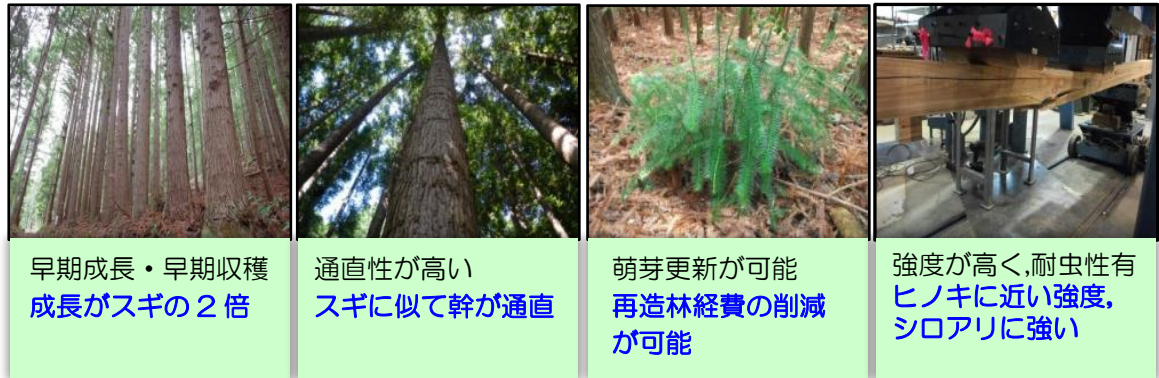 早期成長・早期収穫
成長がスギの２倍
通直性が高い
スギに似て幹が通直
萌芽更新が可能
再造林経費の削減
が可能
強度が高く,耐虫性有
ヒノキに近い強度,
シロアリに強い